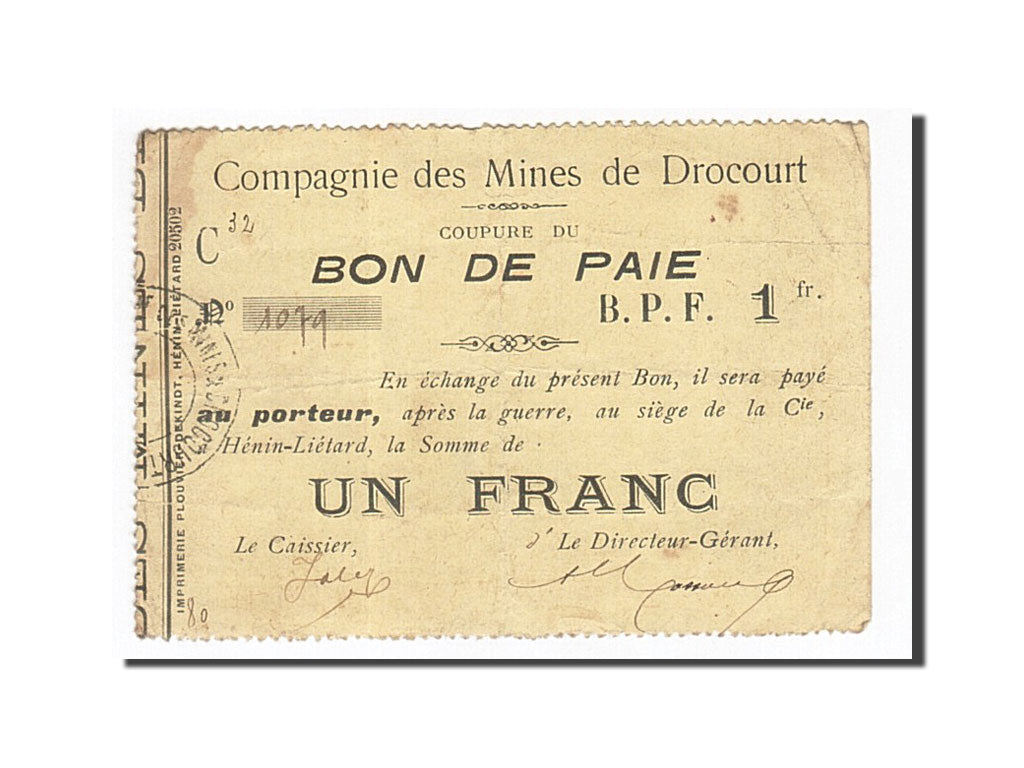 Compagnie des Mines de Drocourt
C 32
COUPURE DU
BON DE PAIE
No 1079
B. P. F. 1 fr.
En échange du présent Bon, il sera payé
au porteur, après la guerre, au siège de la Cie,
Hénin-Liétard, la Somme de
UN FRANC
Le Caissier,
Le Directeur-Gérant,
80
IMPRIMERIE PLOUVIER-DEKINDT, HÉNIN-LIÉTARD 20502